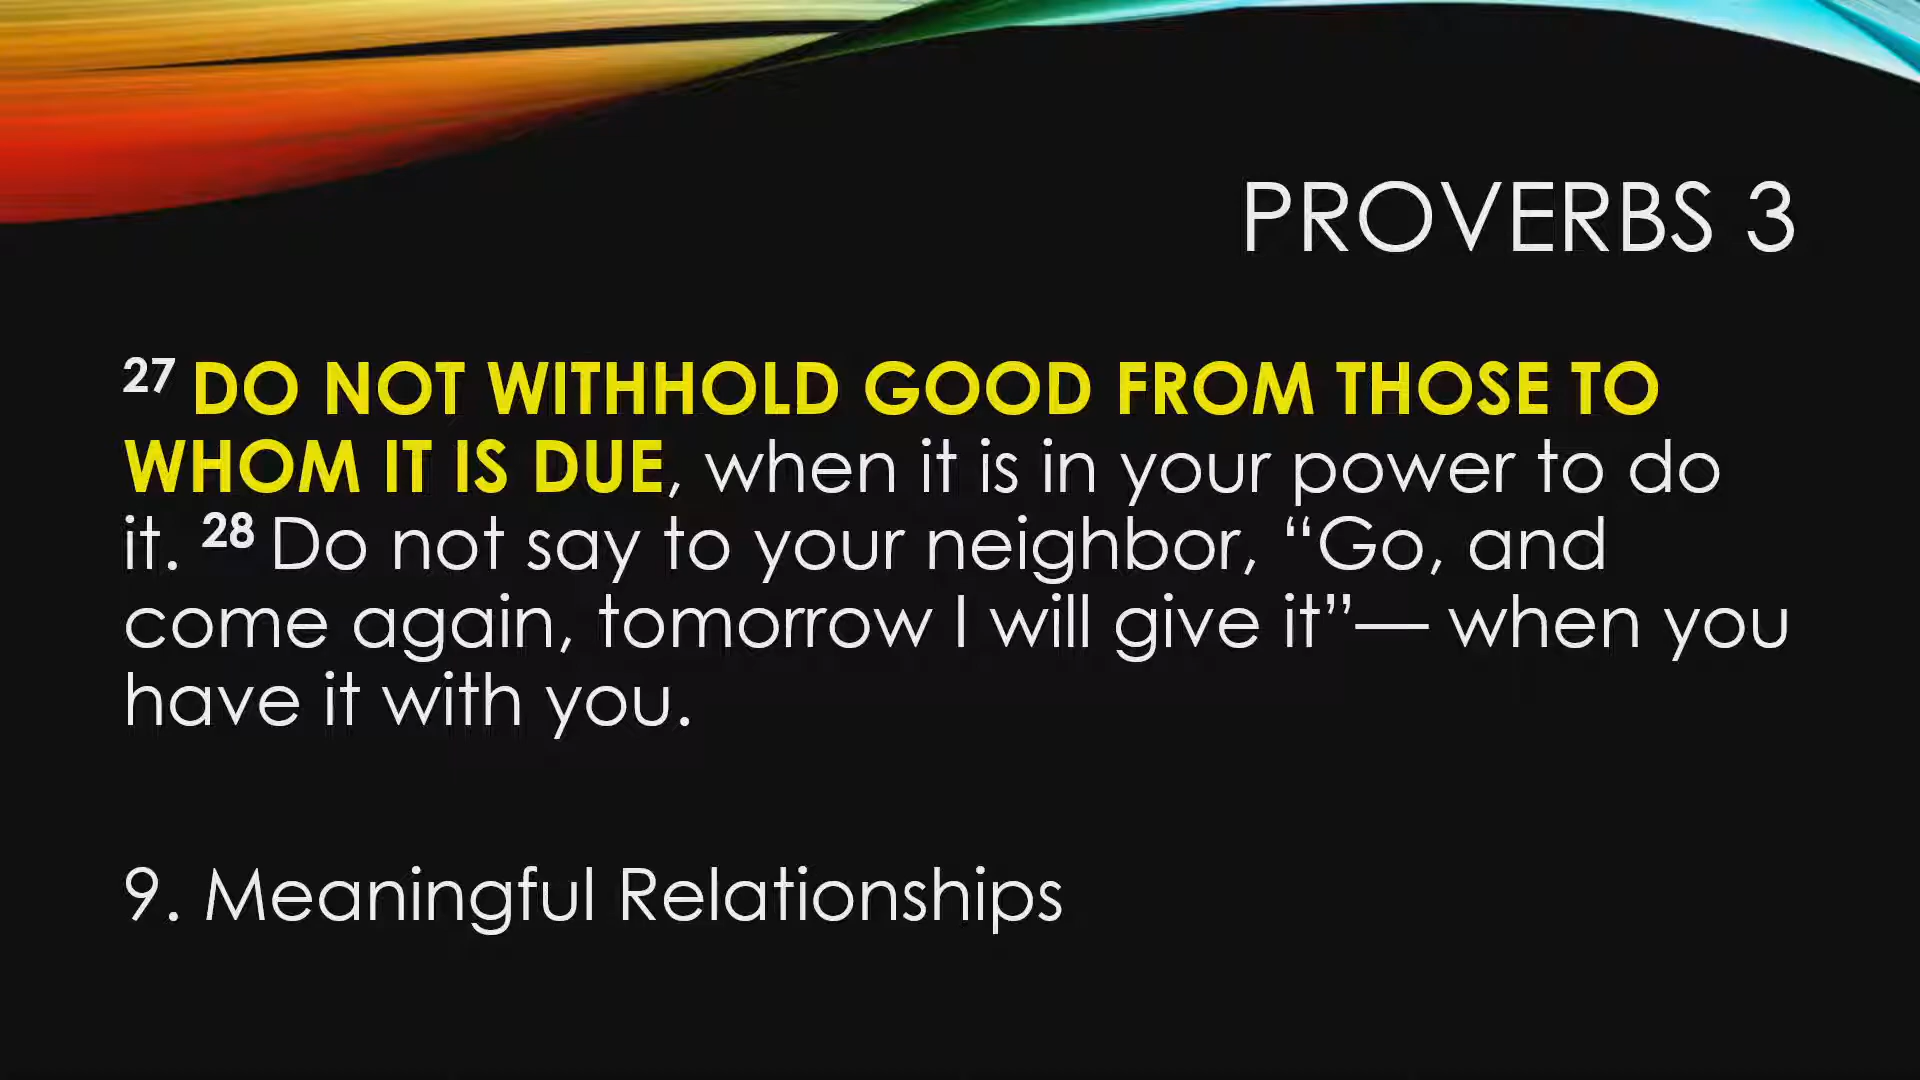 PROVERBS 3
27 DO NOT WITHHOLD GOOD FROM THOSE TO
WHOM IT IS DUE, when it is in your power to do
it. 28 Do not say to your neighbor, “Go, and
come again, tomorrow I will give it”— when you
have it with you.
9. Meaningful Relationships